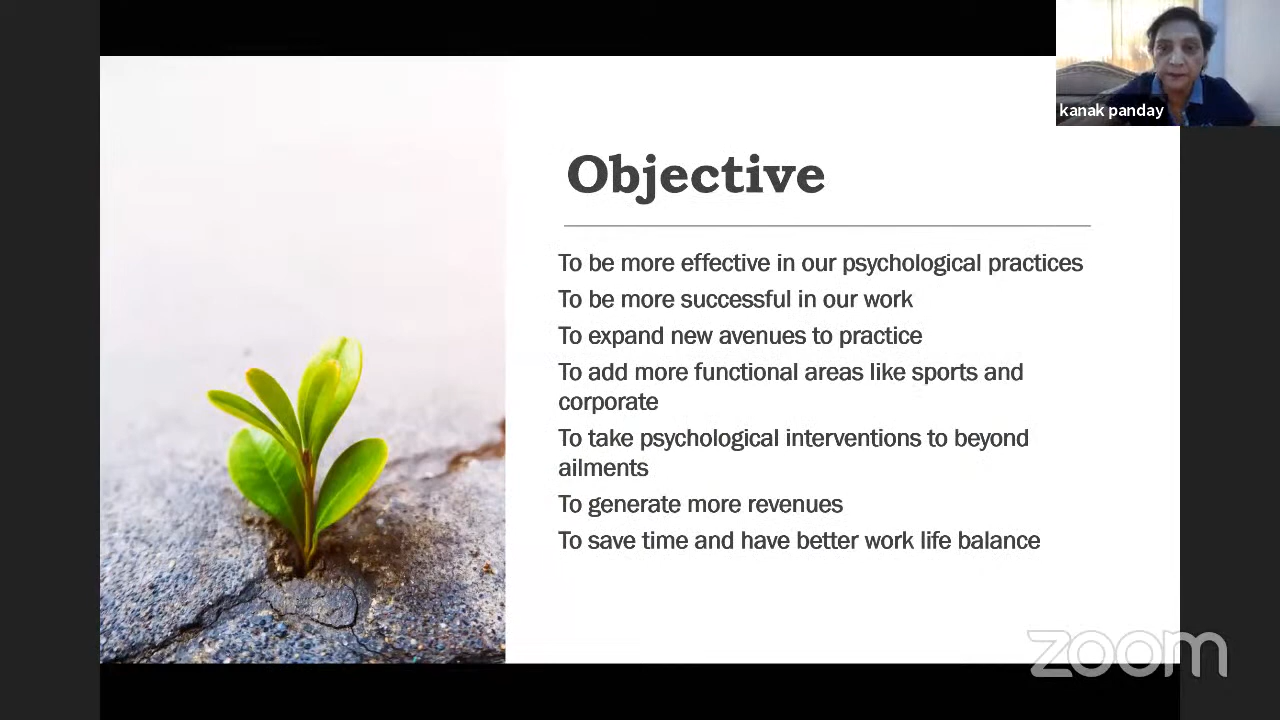 kanak panday
Objective
To be more effective in our psychological practices
To be more successful in our work
To expand new avenues to practice
To add more functional areas like sports and
corporate
To take psychological interventions to beyond
ailments
To generate more revenues
To save time and have better work life balance
zoom